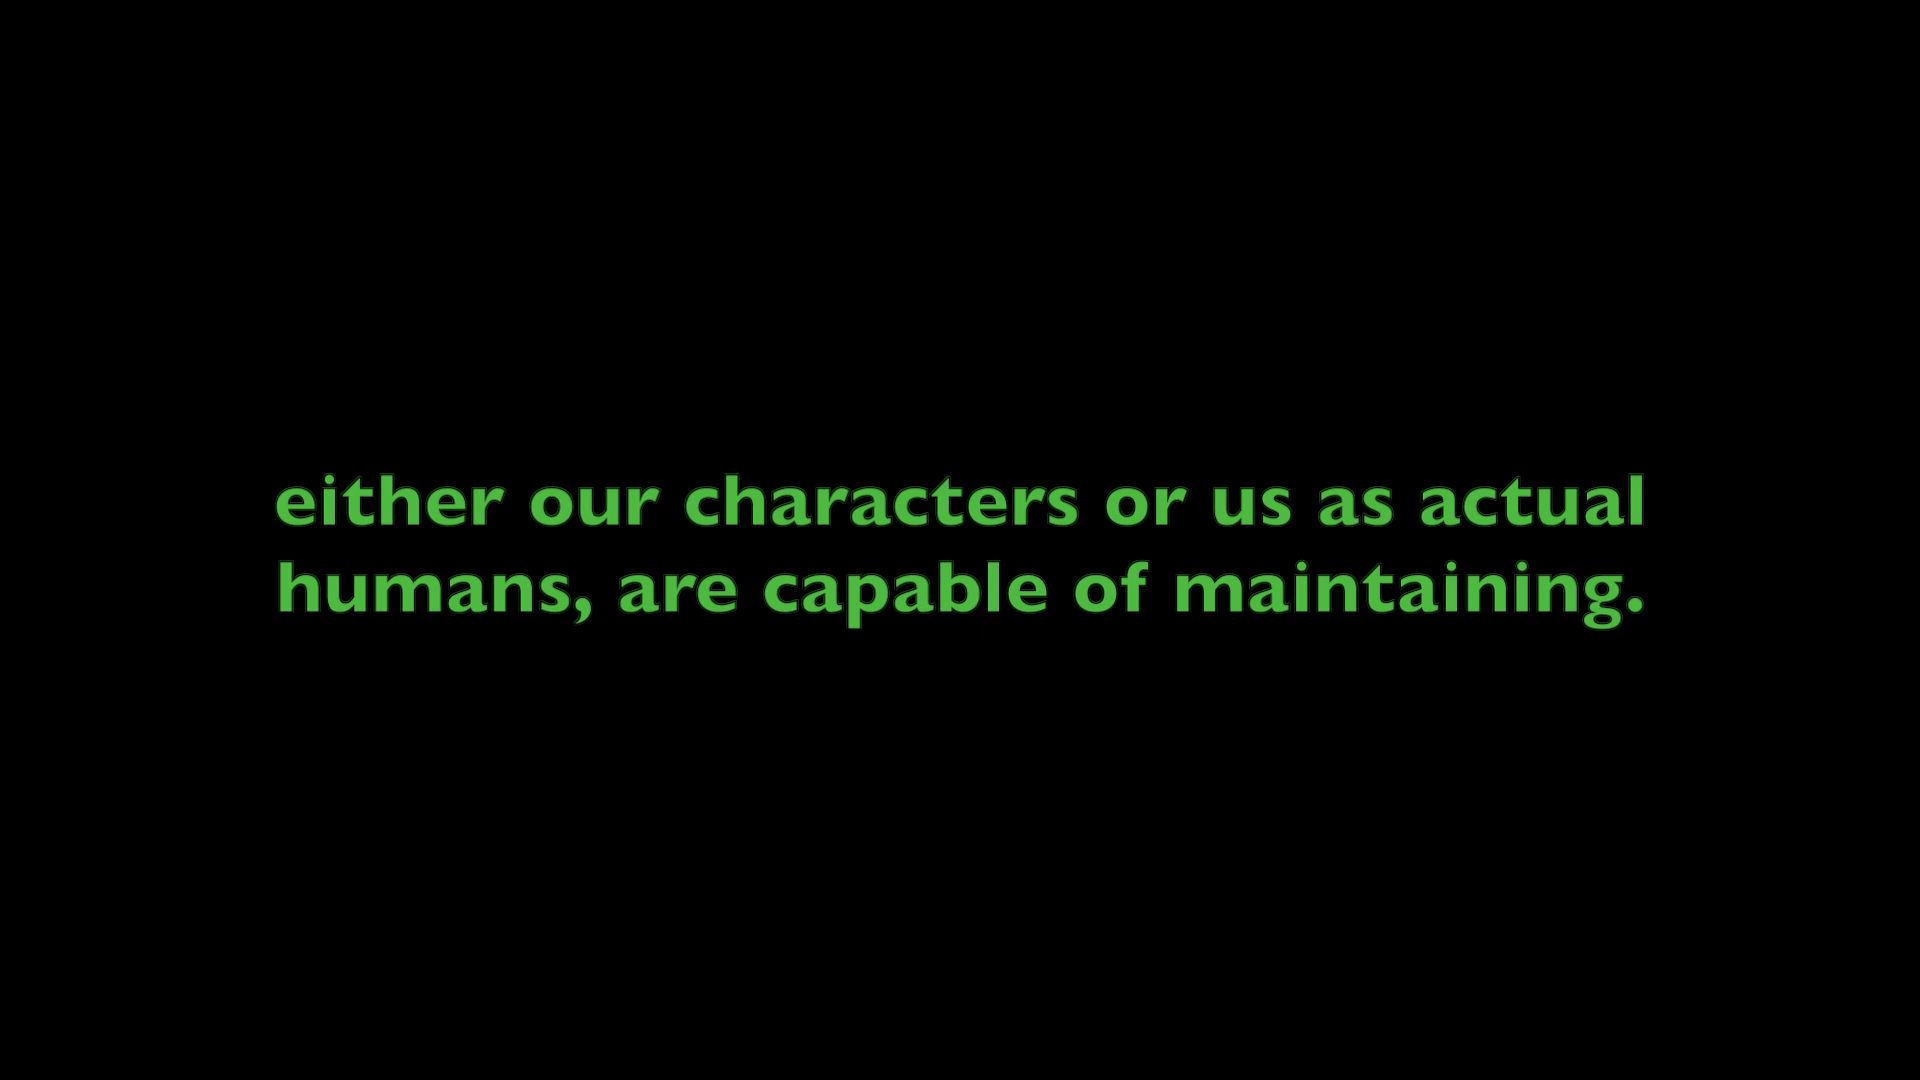 either our characters or us as actual
humans, are capable of maintaining.